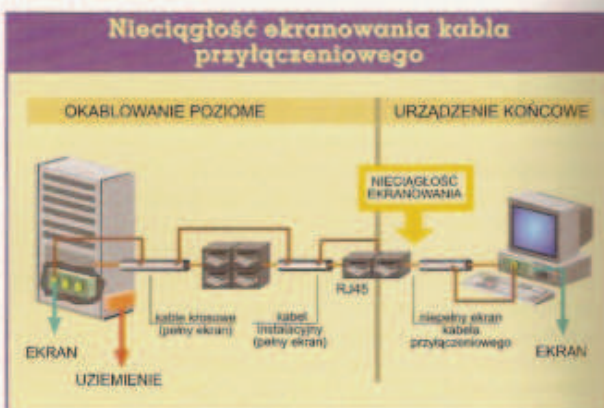 Nieciągłość ekranowania kabla
przyłączeniowego
OKABLOWANIE POZIOME
URZĄDZENIE KOŃCOWE
NIECIĄGŁOŚĆ
EKRANOWANIA
RJ45
kable krosowe
(pełny ekran)
kabel
instalacyjny
(pełny ekran)
niepełny ekran
kabela
przyłączeniowego
EKRAN
UZIEMIENIE
EKRAN